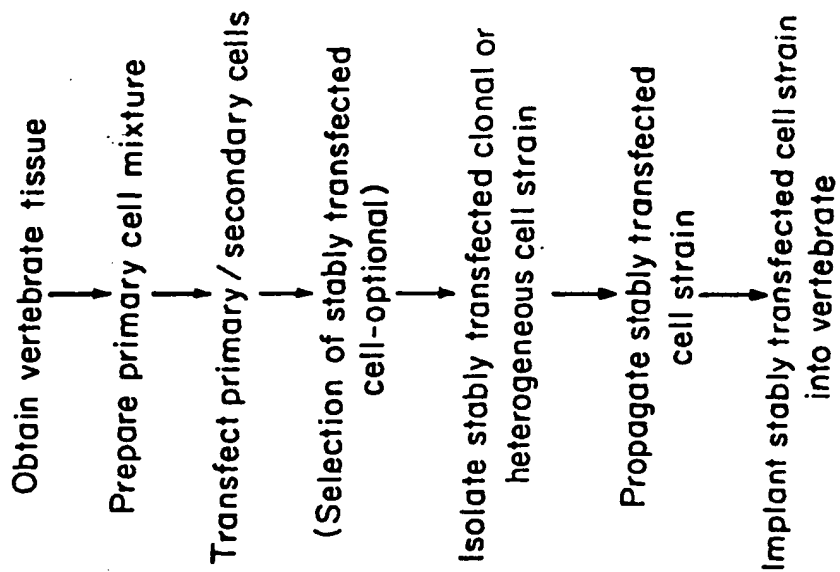 Obtain vertebrate tissue
Prepare primary cell mixture
Transfect primary/secondary cells
(Selection of stably transfected
cell-optional)
Isolate stably transfected clonal or
heterogeneous cell strain
Propagate stably transfected
cell strain
Implant stably transfected cell strain
into vertebrate